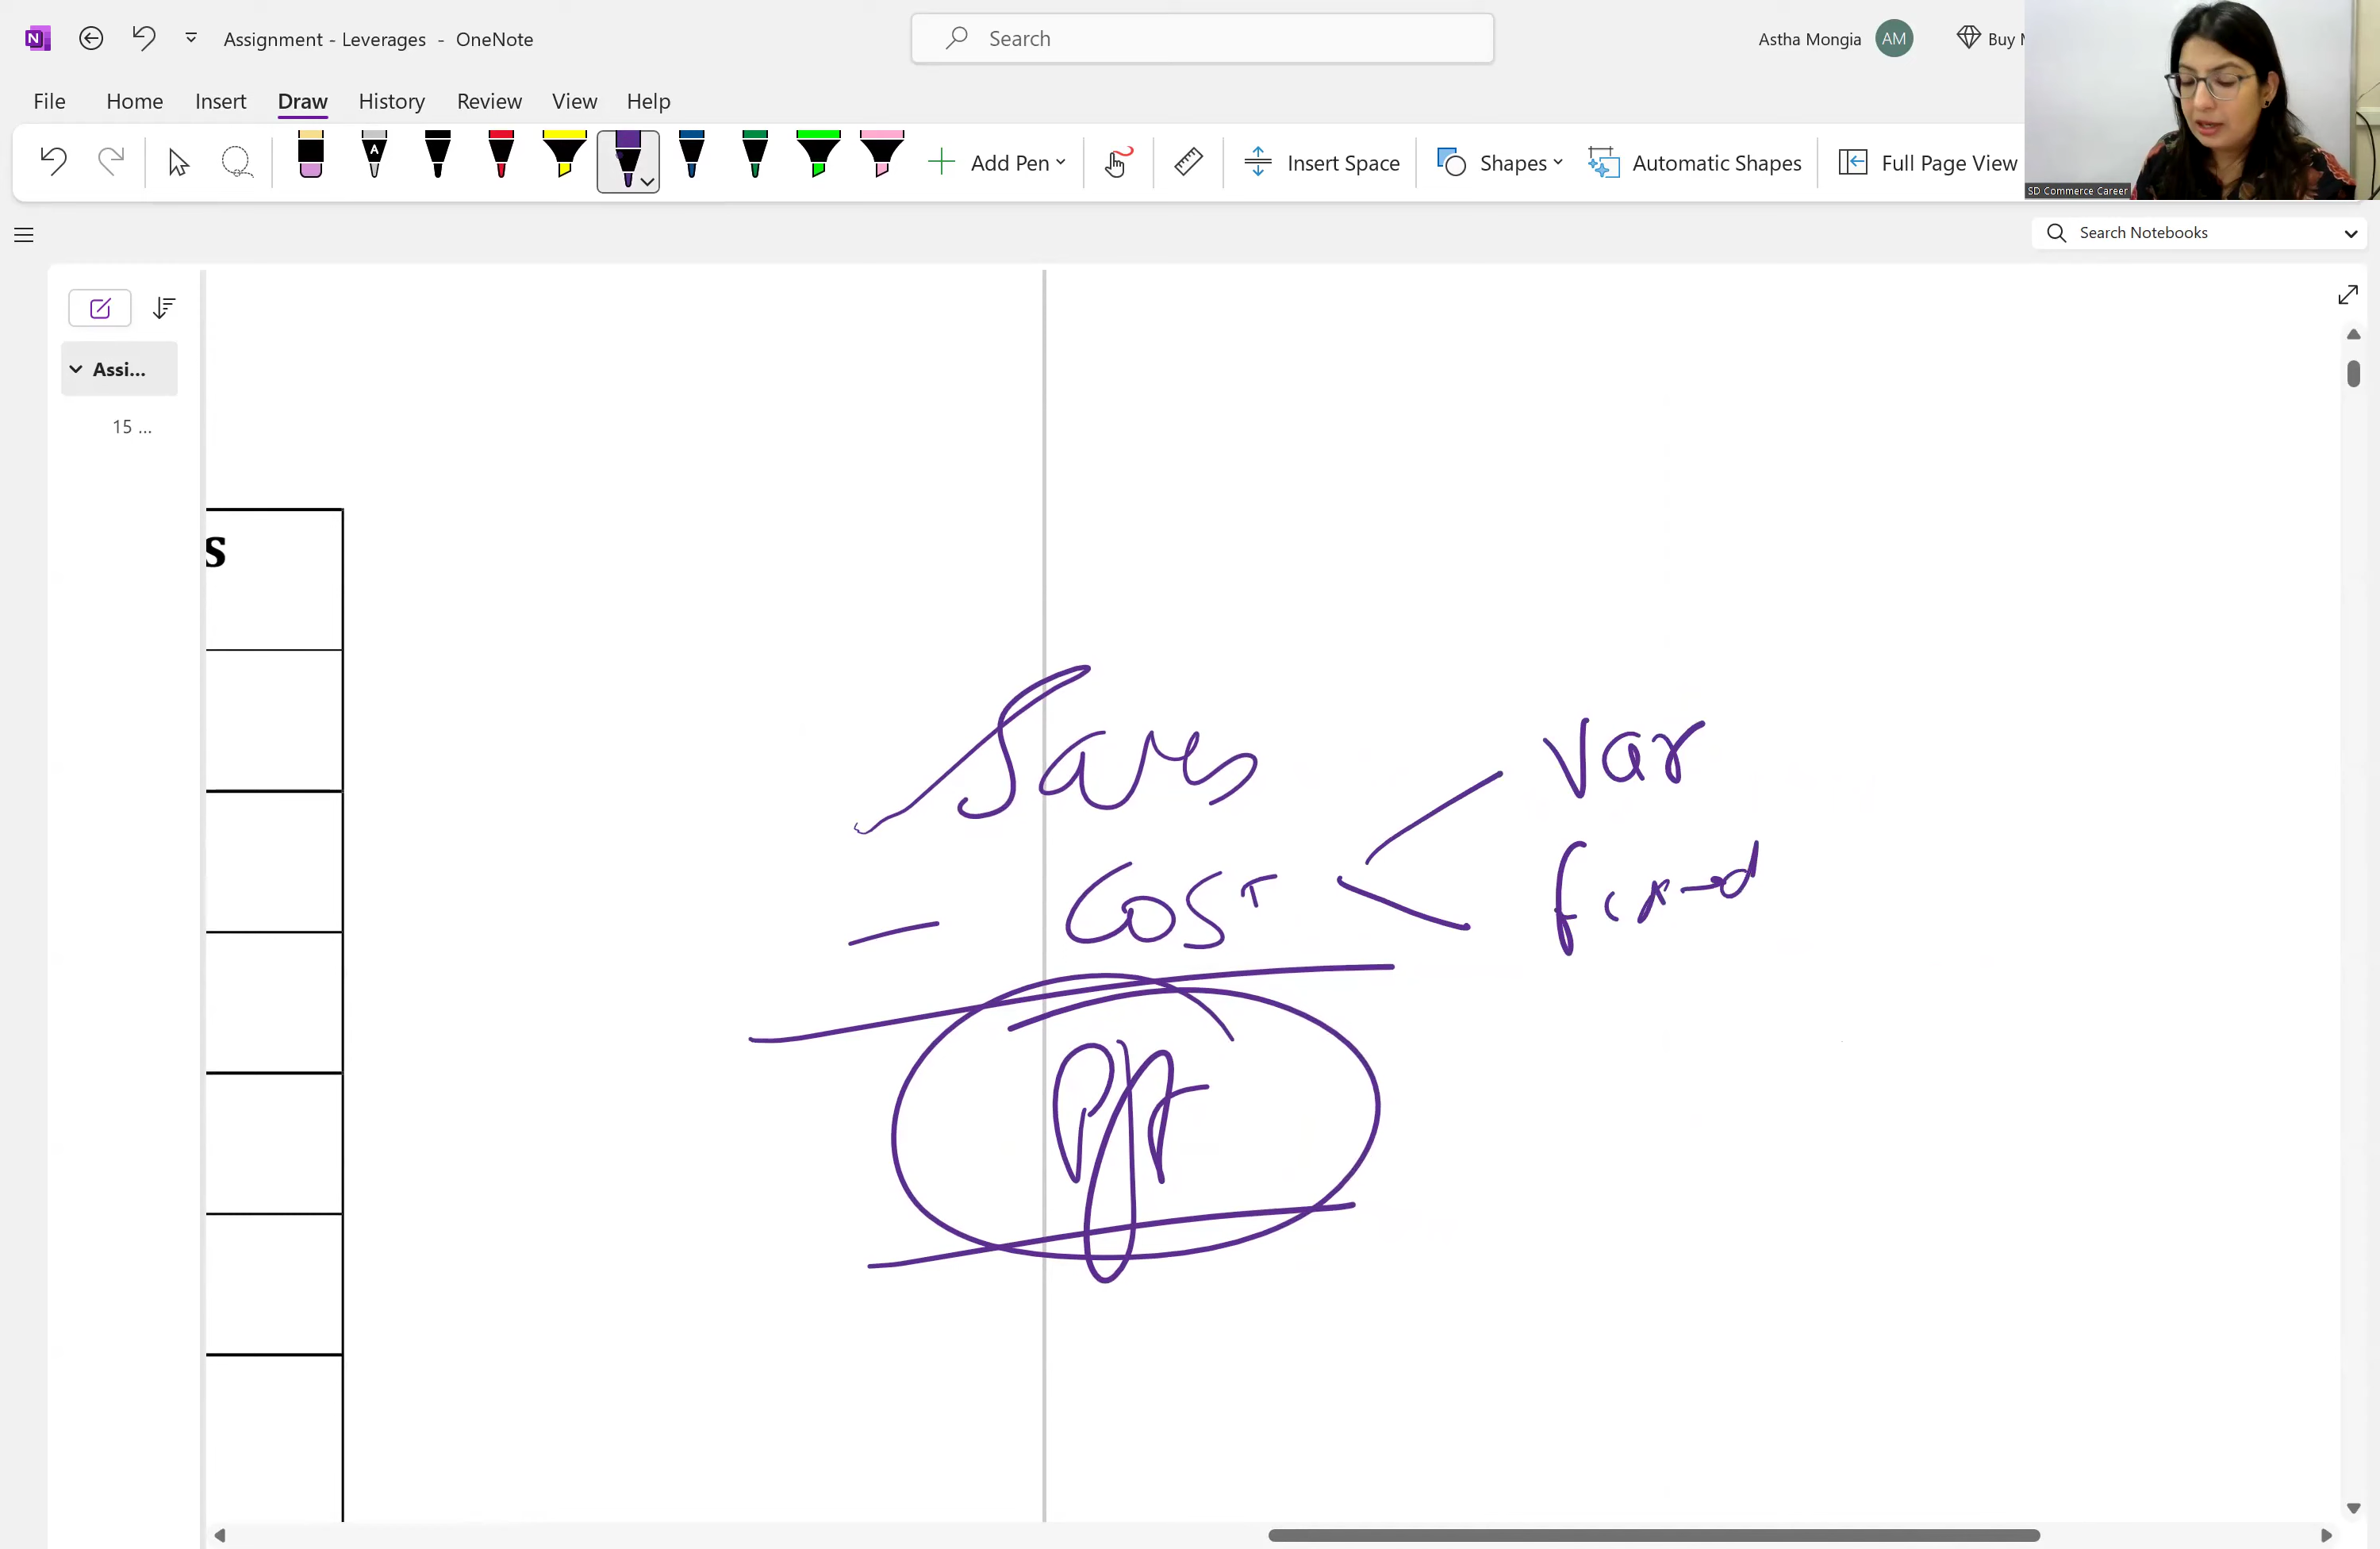 Assignment - Leverages - OneNote
Search
Astha Mongia AM
Buy
File Home Insert Draw History Review View Help
Add Pen
Insert Space
Shapes
Automatic Shapes
Full Page View
SD Commerce Career
Search Notebooks
Assi...
15 ...
s
Sales
Var
- Cost
fixed